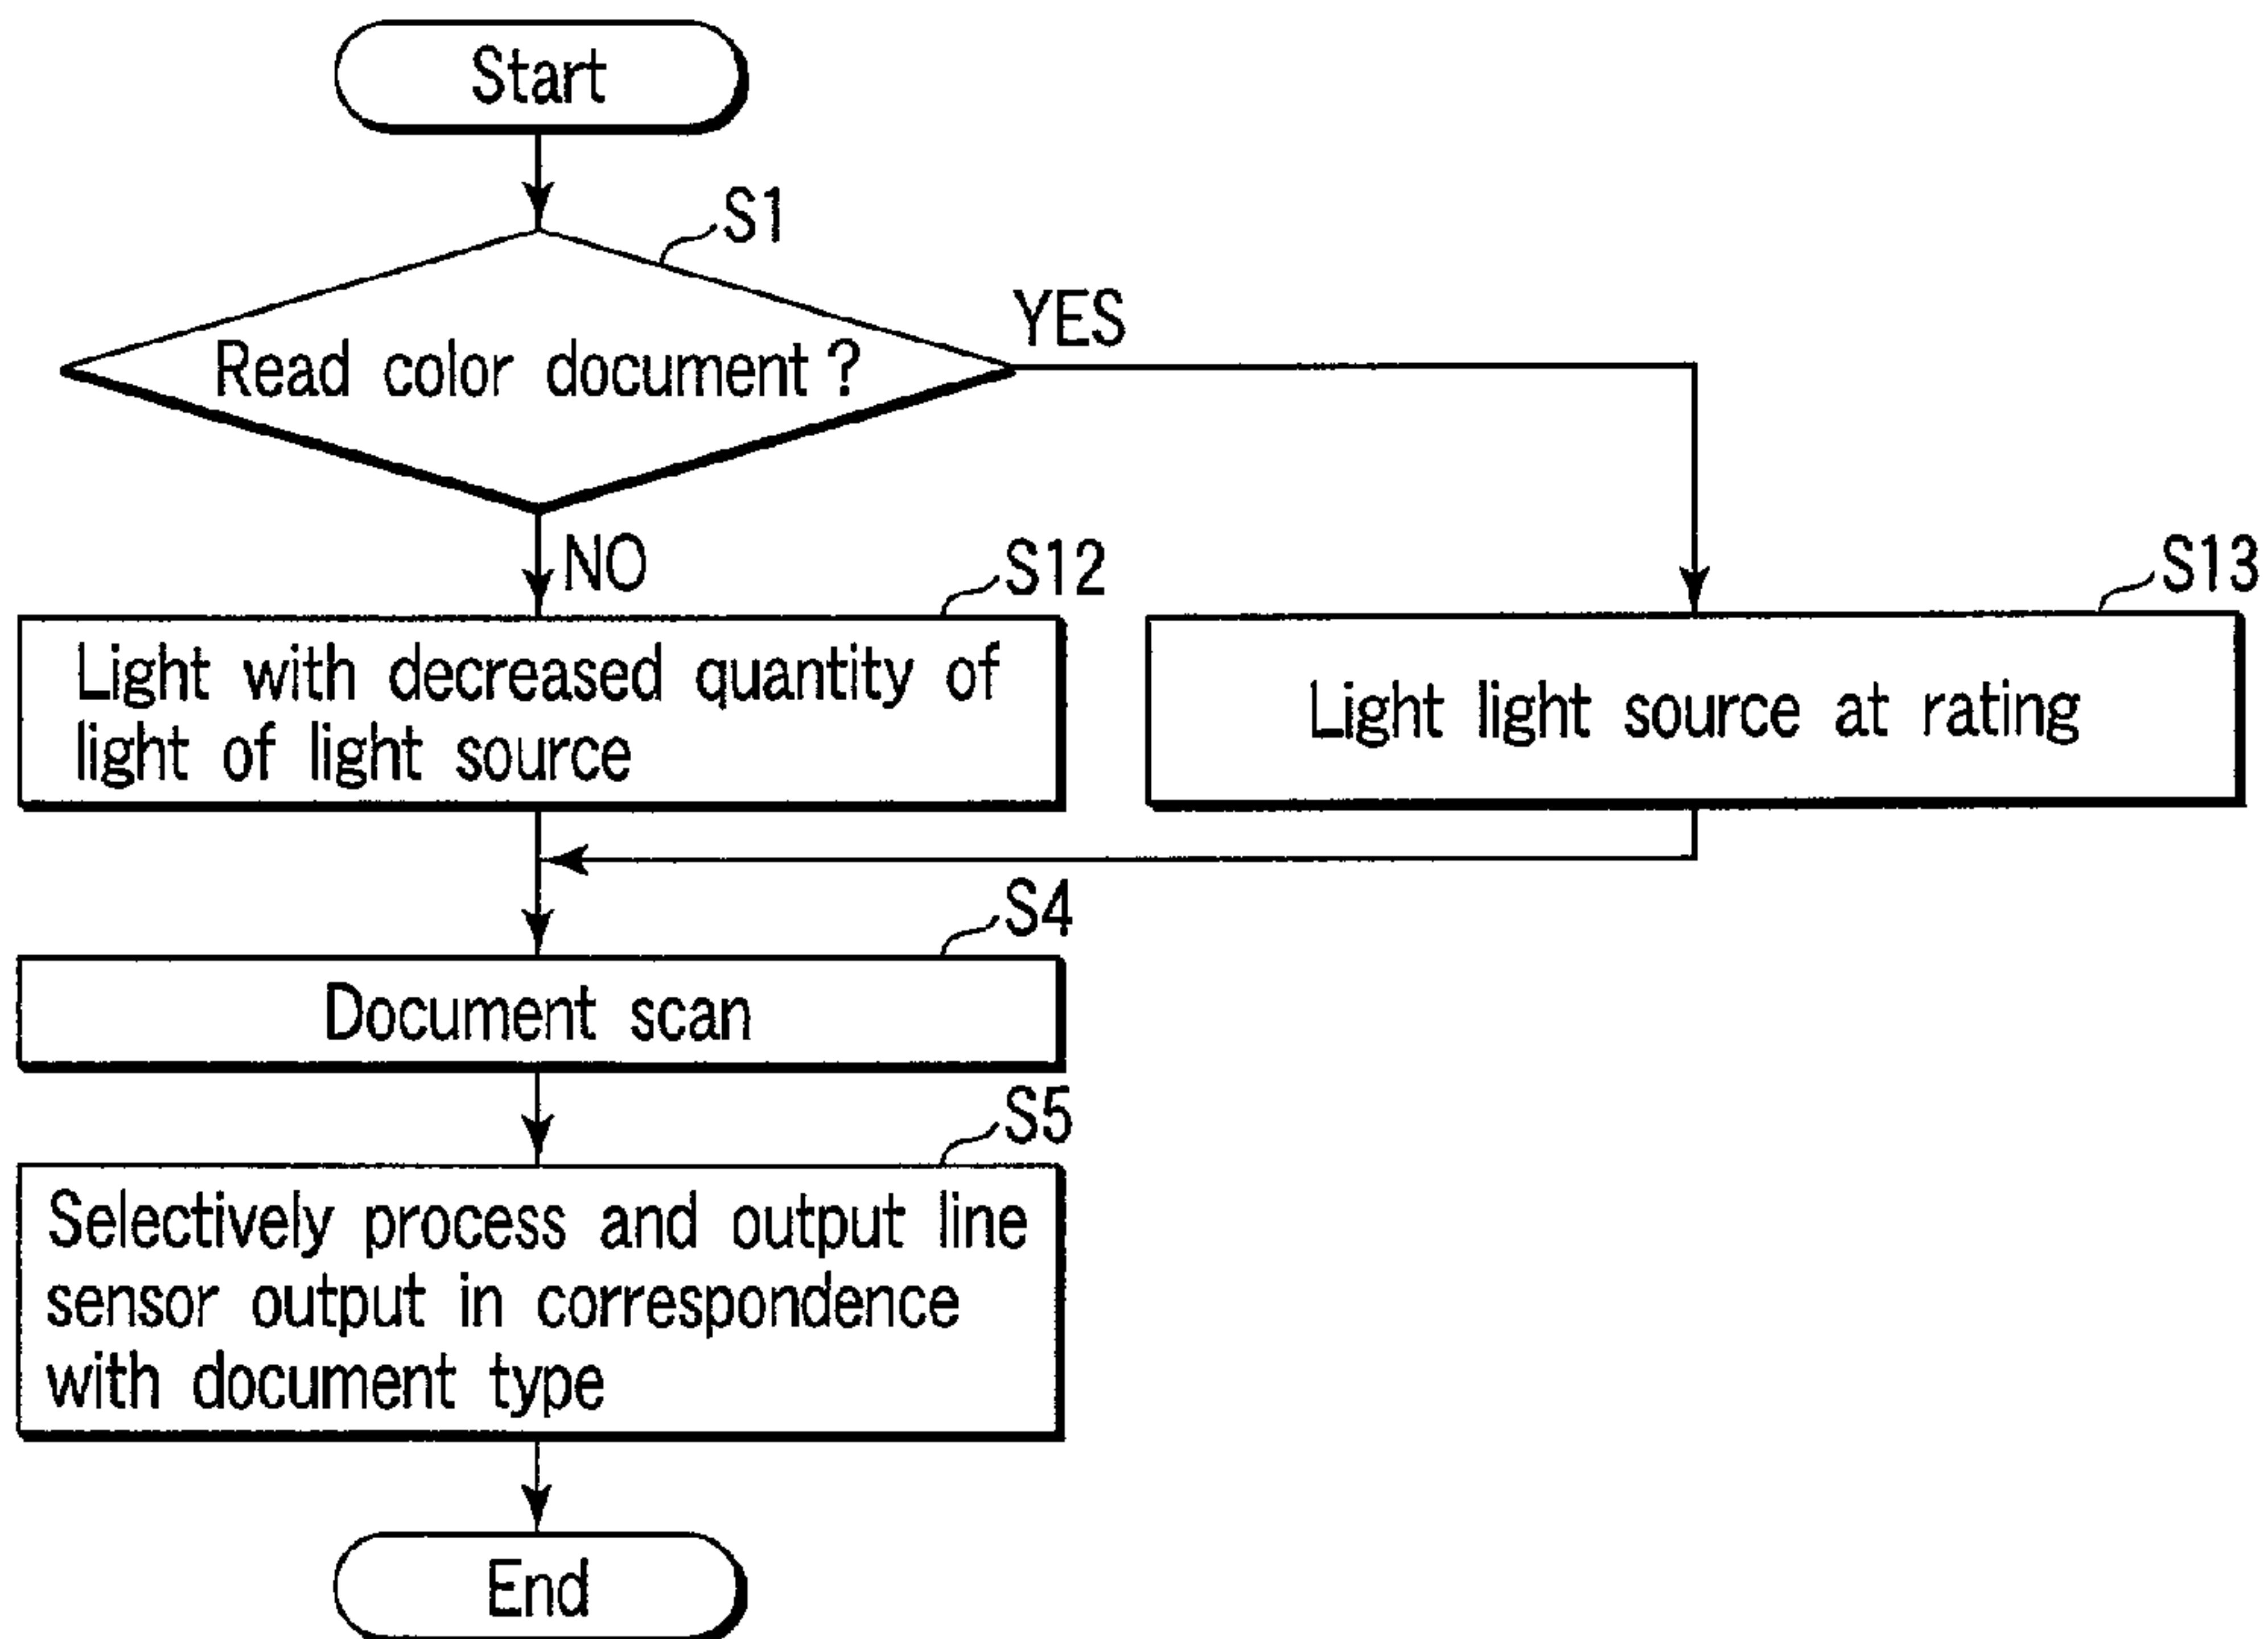 Start
S1
Read color document ?
YES
NO
S12
Light with decreased quantity of
light of light source
S13
Light light source at rating
S4
Document scan
S5
Selectively process and output line
sensor output in correspondence
with document type
End